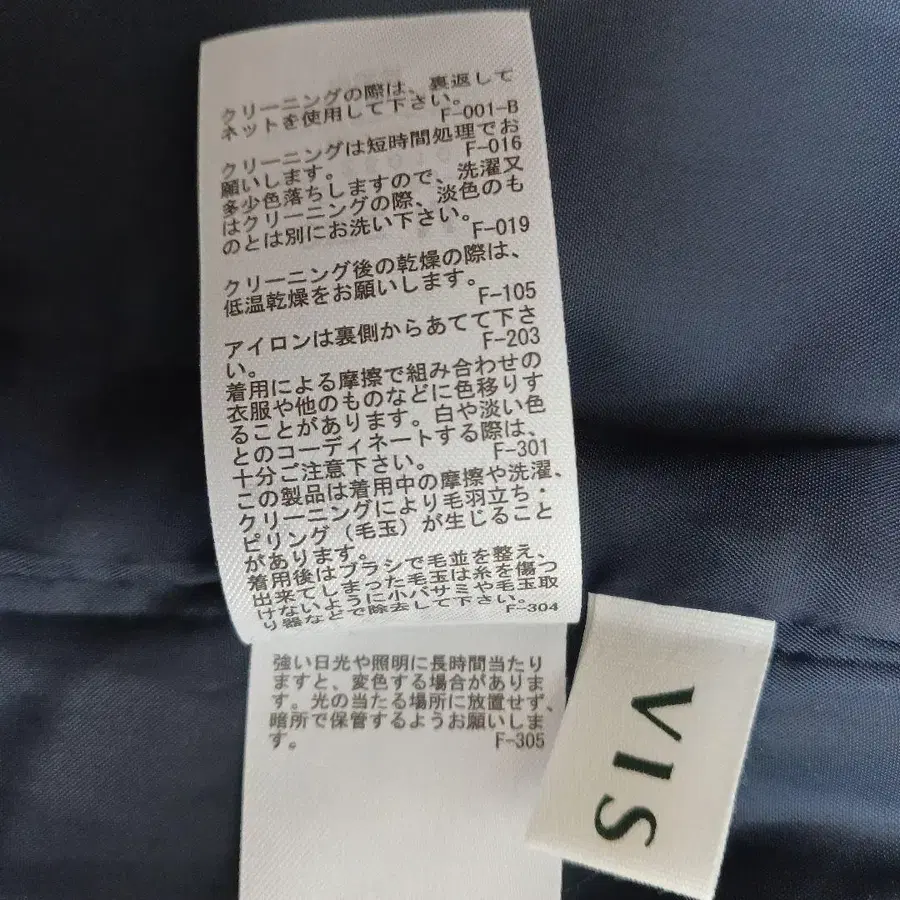 クリーニングの際は、裏返して
ネットを使用して下さい。
F-001-B
クリーニングは短時間処理でお
願いします。
F-016
多少色落ちしますので、洗濯又
はクリーニングの際、淡色のも
のとは別にお洗い下さい。
F-019
クリーニング後の乾燥の際は、
低温乾燥をお願いします。
F-105
アイロンは裏側からあてて下さ
い。
F-203
着用による摩擦で組み合わせの
衣服や他のものなどに色移りす
ることがあります。白や淡い色
とのコーディネートする際は、
十分ご注意下さい。
F-301
この製品は着用中の摩擦や洗濯、
クリーニングにより毛羽立ち・
ピリング（毛玉）が生じること
があります。
着用後はブラシで毛並を整え、
出来てしまった毛玉は糸を傷つ
けないように小バサミや毛玉取
り器などで除去して下さい。
F-304
強い日光や照明に長時間当たり
ますと、変色する場合がありま
す。光の当たる場所に放置せず、
暗所で保管するようお願いしま
す。
F-305
VIS